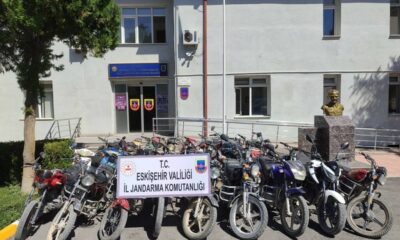 T.C.
ESKİŞEHİR VALİLİĞİ
İL JANDARMA KOMUTANLIĞI